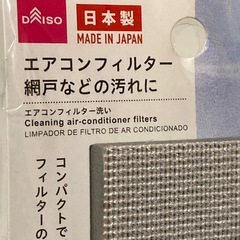 DAISO
日本製
MADE IN JAPAN
エアコンフィルター
網戸などの汚れに
エアコンフィルター洗い
Cleaning air-conditioner filters
LIMPADOR DE FILTRO DE AR CONDICIONADO
コンパクトで
フィルターの